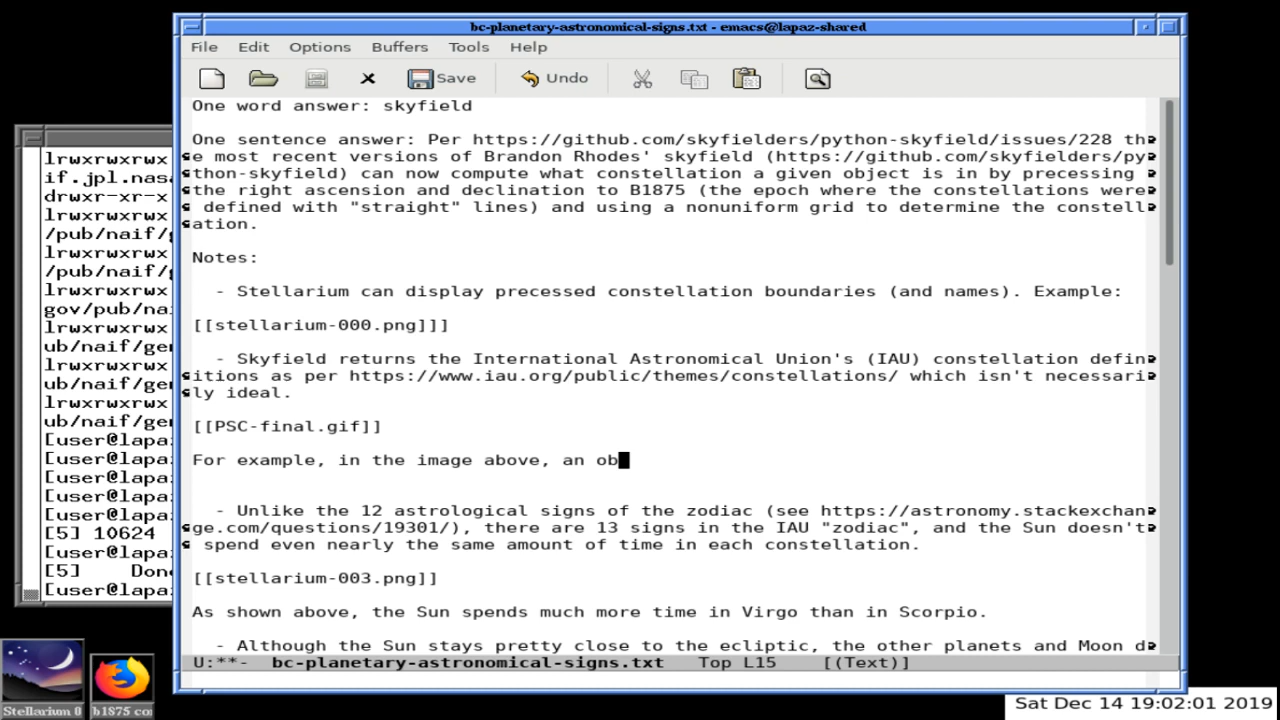 bc-planetary-astronomical-signs.txt - emacs@lapaz-shared
File Edit Options Buffers Tools Help
Save Undo
One word answer: skyfield
One sentence answer: Per https://github.com/skyfielders/python-skyfield/issues/228 th
e most recent versions of Brandon Rhodes' skyfield (https://github.com/skyfielders/py
thon-skyfield) can now compute what constellation a given object is in by precessing
the right ascension and declination to B1875 (the epoch where the constellations were
defined with "straight" lines) and using a nonuniform grid to determine the constell
ation.
Notes:
- Stellarium can display precessed constellation boundaries (and names). Example:
[[stellarium-000.png]]]
- Skyfield returns the International Astronomical Union's (IAU) constellation defin
itions as per https://www.iau.org/public/themes/constellations/ which isn't necessari
ly ideal.
[[PSC-final.gif]]
For example, in the image above, an ob
- Unlike the 12 astrological signs of the zodiac (see https://astronomy.stackexchan
ge.com/questions/19301/), there are 13 signs in the IAU "zodiac", and the Sun doesn't
spend even nearly the same amount of time in each constellation.
[[stellarium-003.png]]
As shown above, the Sun spends much more time in Virgo than in Scorpio.
- Although the Sun stays pretty close to the ecliptic, the other planets and Moon d
U:**- bc-planetary-astronomical-signs.txt Top L15 [(Text)]
lrwxrwxrwx
if.jpl.nasa
drwxr-xr-x
lrwxrwxrwx
/pub/naif/g
lrwxrwxrwx
/pub/naif/g
lrwxrwxrwx
gov/pub/na
lrwxrwxrwx
ub/naif/ge
lrwxrwxrwx
ub/naif/ge
lrwxrwxrwx
ub/naif/ge
[user@lapa
[user@lapa
[user@lapa
[user@lapa
[user@lapa
[5] 10624
[user@lapa
[5] Don
[user@lapa
Stellarium 0
b1875 co
Sat Dec 14 19:02:01 2019